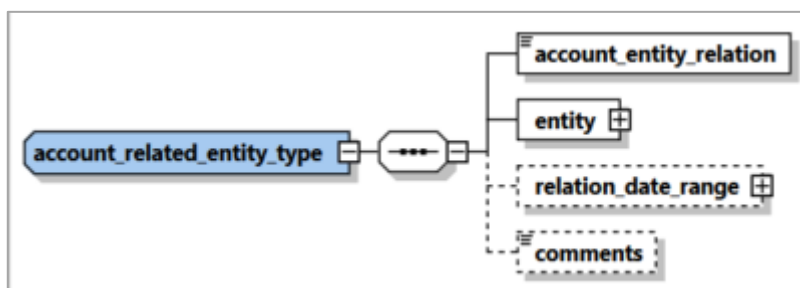 account_entity_relation
entity
account_related_entity_type
relation_date_range
comments